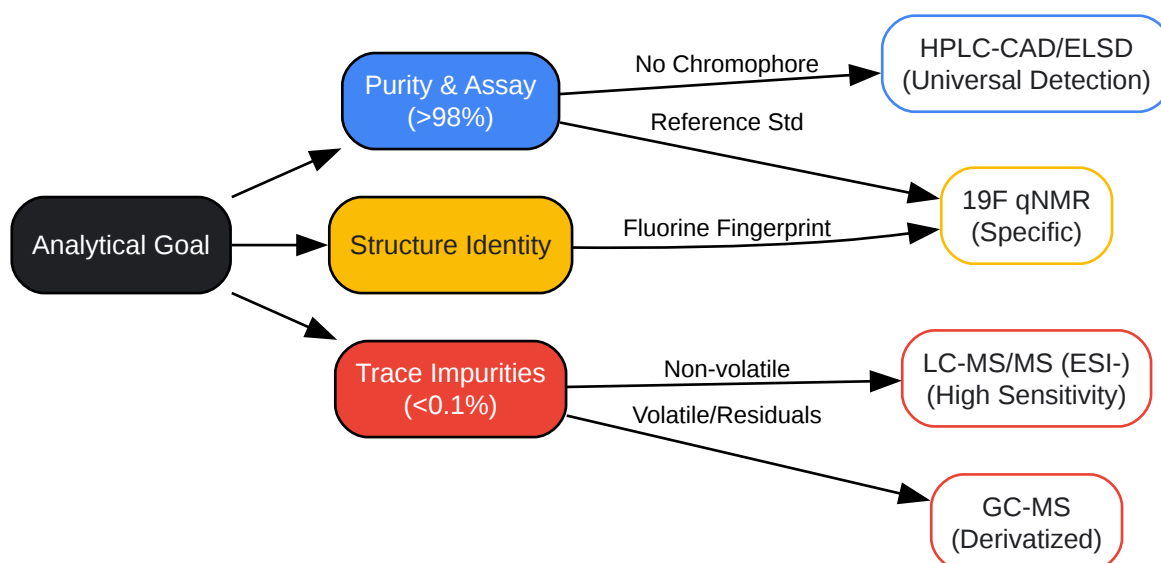 Analytical Goal
Purity & Assay
(>98%)
No Chromophore
HPLC-CAD/ELSD
(Universal Detection)
Reference Std
Structure Identity
Fluorine Fingerprint
19F qNMR
(Specific)
Trace Impurities
(<0.1%)
Non-volatile
LC-MS/MS (ESI-)
(High Sensitivity)
Volatile/Residuals
GC-MS
(Derivatized)